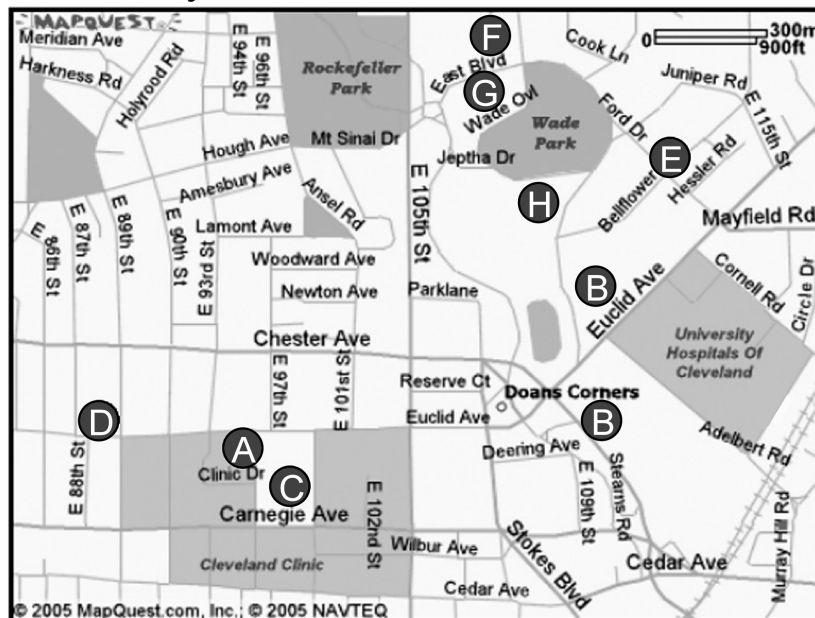 MAPQUEST
Meridian Ave
Harkness Rd
Holyrood Rd
E 94th St
E 96th St
Rockefeller
Park
F
East Blvd
G
Wade Ovl
Cook Ln
0
300m
900ft
Juniper Rd
E 115th St
Ford Dr
Wade
Park
Hough Ave
Mt Sinai Dr
Jeptha Dr
E
Hessler Rd
Bellflower
Amesbury Ave
Ansel Rd
H
E 105th St
Mayfield Rd
E 86th St
E 87th St
E 89th St
E 90th St
E 93rd St
Lamont Ave
Woodward Ave
Newton Ave
Parklane
B
Euclid Ave
Cornell Rd
Circle Dr
University
Hospitals Of
Cleveland
Chester Ave
E 97th St
E 101st St
Reserve Ct
Doans Corners
Euclid Ave
B
D
A
Clinic Dr
C
E 88th St
Carnegie Ave
E 102nd St
Deering Ave
E 109th St
Stearns Rd
Adelbert Rd
Murray Hill Rd
Cleveland Clinic
Wilbur Ave
Stokes Blvd
Cedar Ave
Cedar Ave
© 2005 MapQuest.com, Inc.; © 2005 NAVTEQ